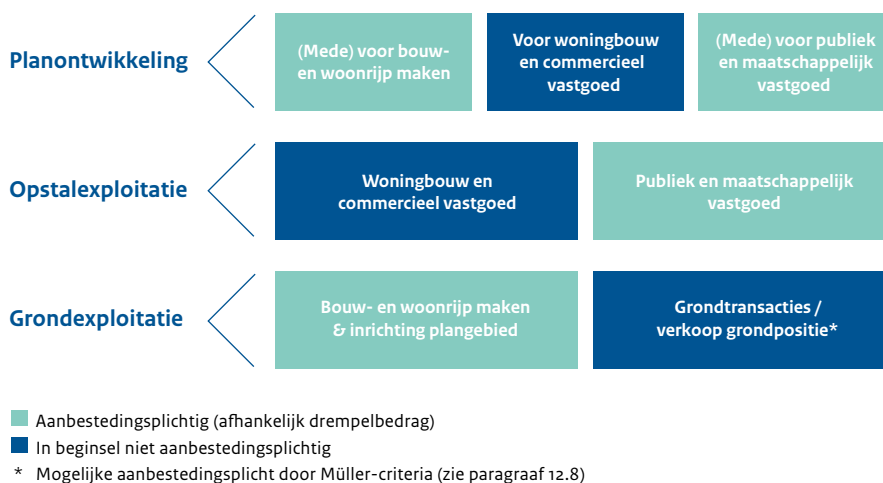 Planontwikkeling
(Mede) voor bouw-
en woonrijp maken
Voor woningbouw
en commercieel
vastgoed
(Mede) voor publiek
en maatschappelijk
vastgoed
Opstalexploitatie
Woningbouw en
commercieel vastgoed
Publiek en maatschappelijk
vastgoed
Grondexploitatie
Bouw- en woonrijp maken
& inrichting plangebied
Grondtransacties /
verkoop grondpositie*
Aanbestedingsplichtig (afhankelijk drempelbedrag)
In beginsel niet aanbestedingsplichtig
* Mogelijke aanbestedingsplicht door Müller-criteria (zie paragraaf 12.8)